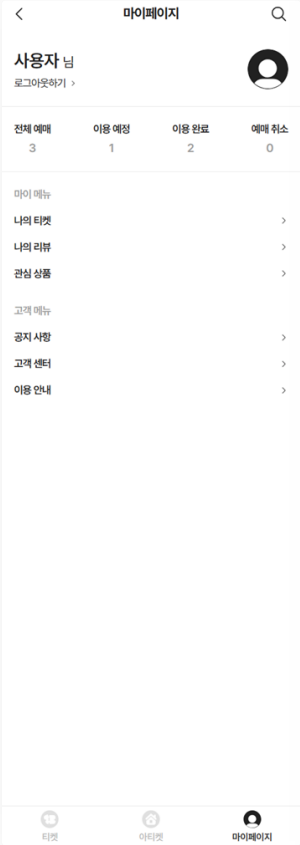 마이페이지
사용자 님
로그아웃하기 >
전체 예매 이용 예정 이용 완료 예매 취소
3 1 2 0
마이 메뉴
나의 티켓
나의 리뷰
관심 상품
고객 메뉴
공지 사항
고객 센터
이용 안내
티켓 아티켓 마이페이지